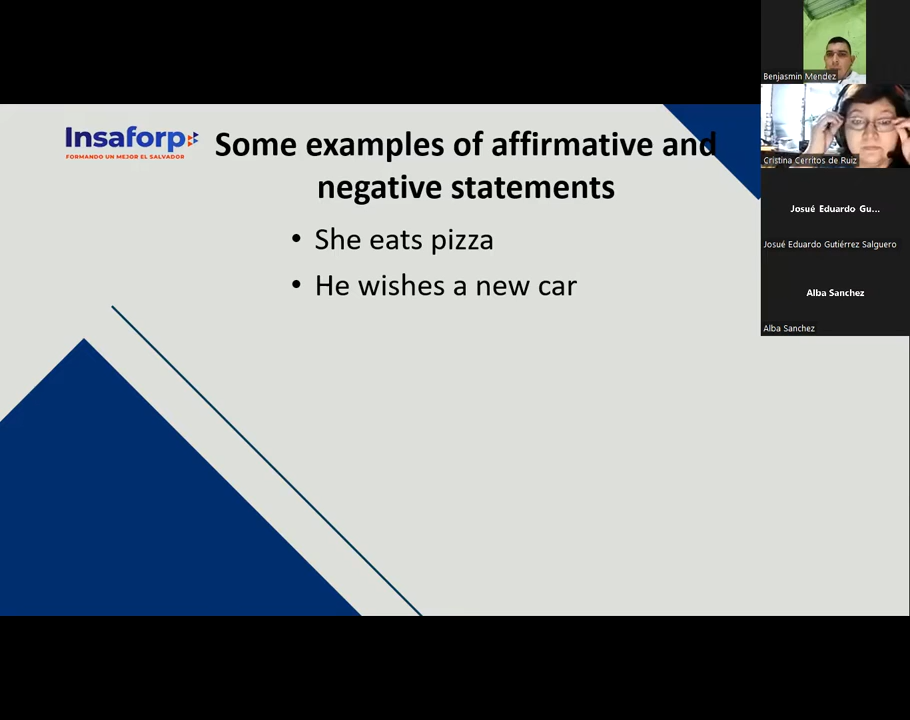 Insaforp
FORMANDO UN MEJOR EL SALVADOR
Some examples of affirmative and
negative statements
• She eats pizza
• He wishes a new car
Benjasmin Mendez
Cristina Cerritos de Ruiz
Josué Eduardo Gu...
Josué Eduardo Gutiérrez Salguero
Alba Sanchez
Alba Sanchez